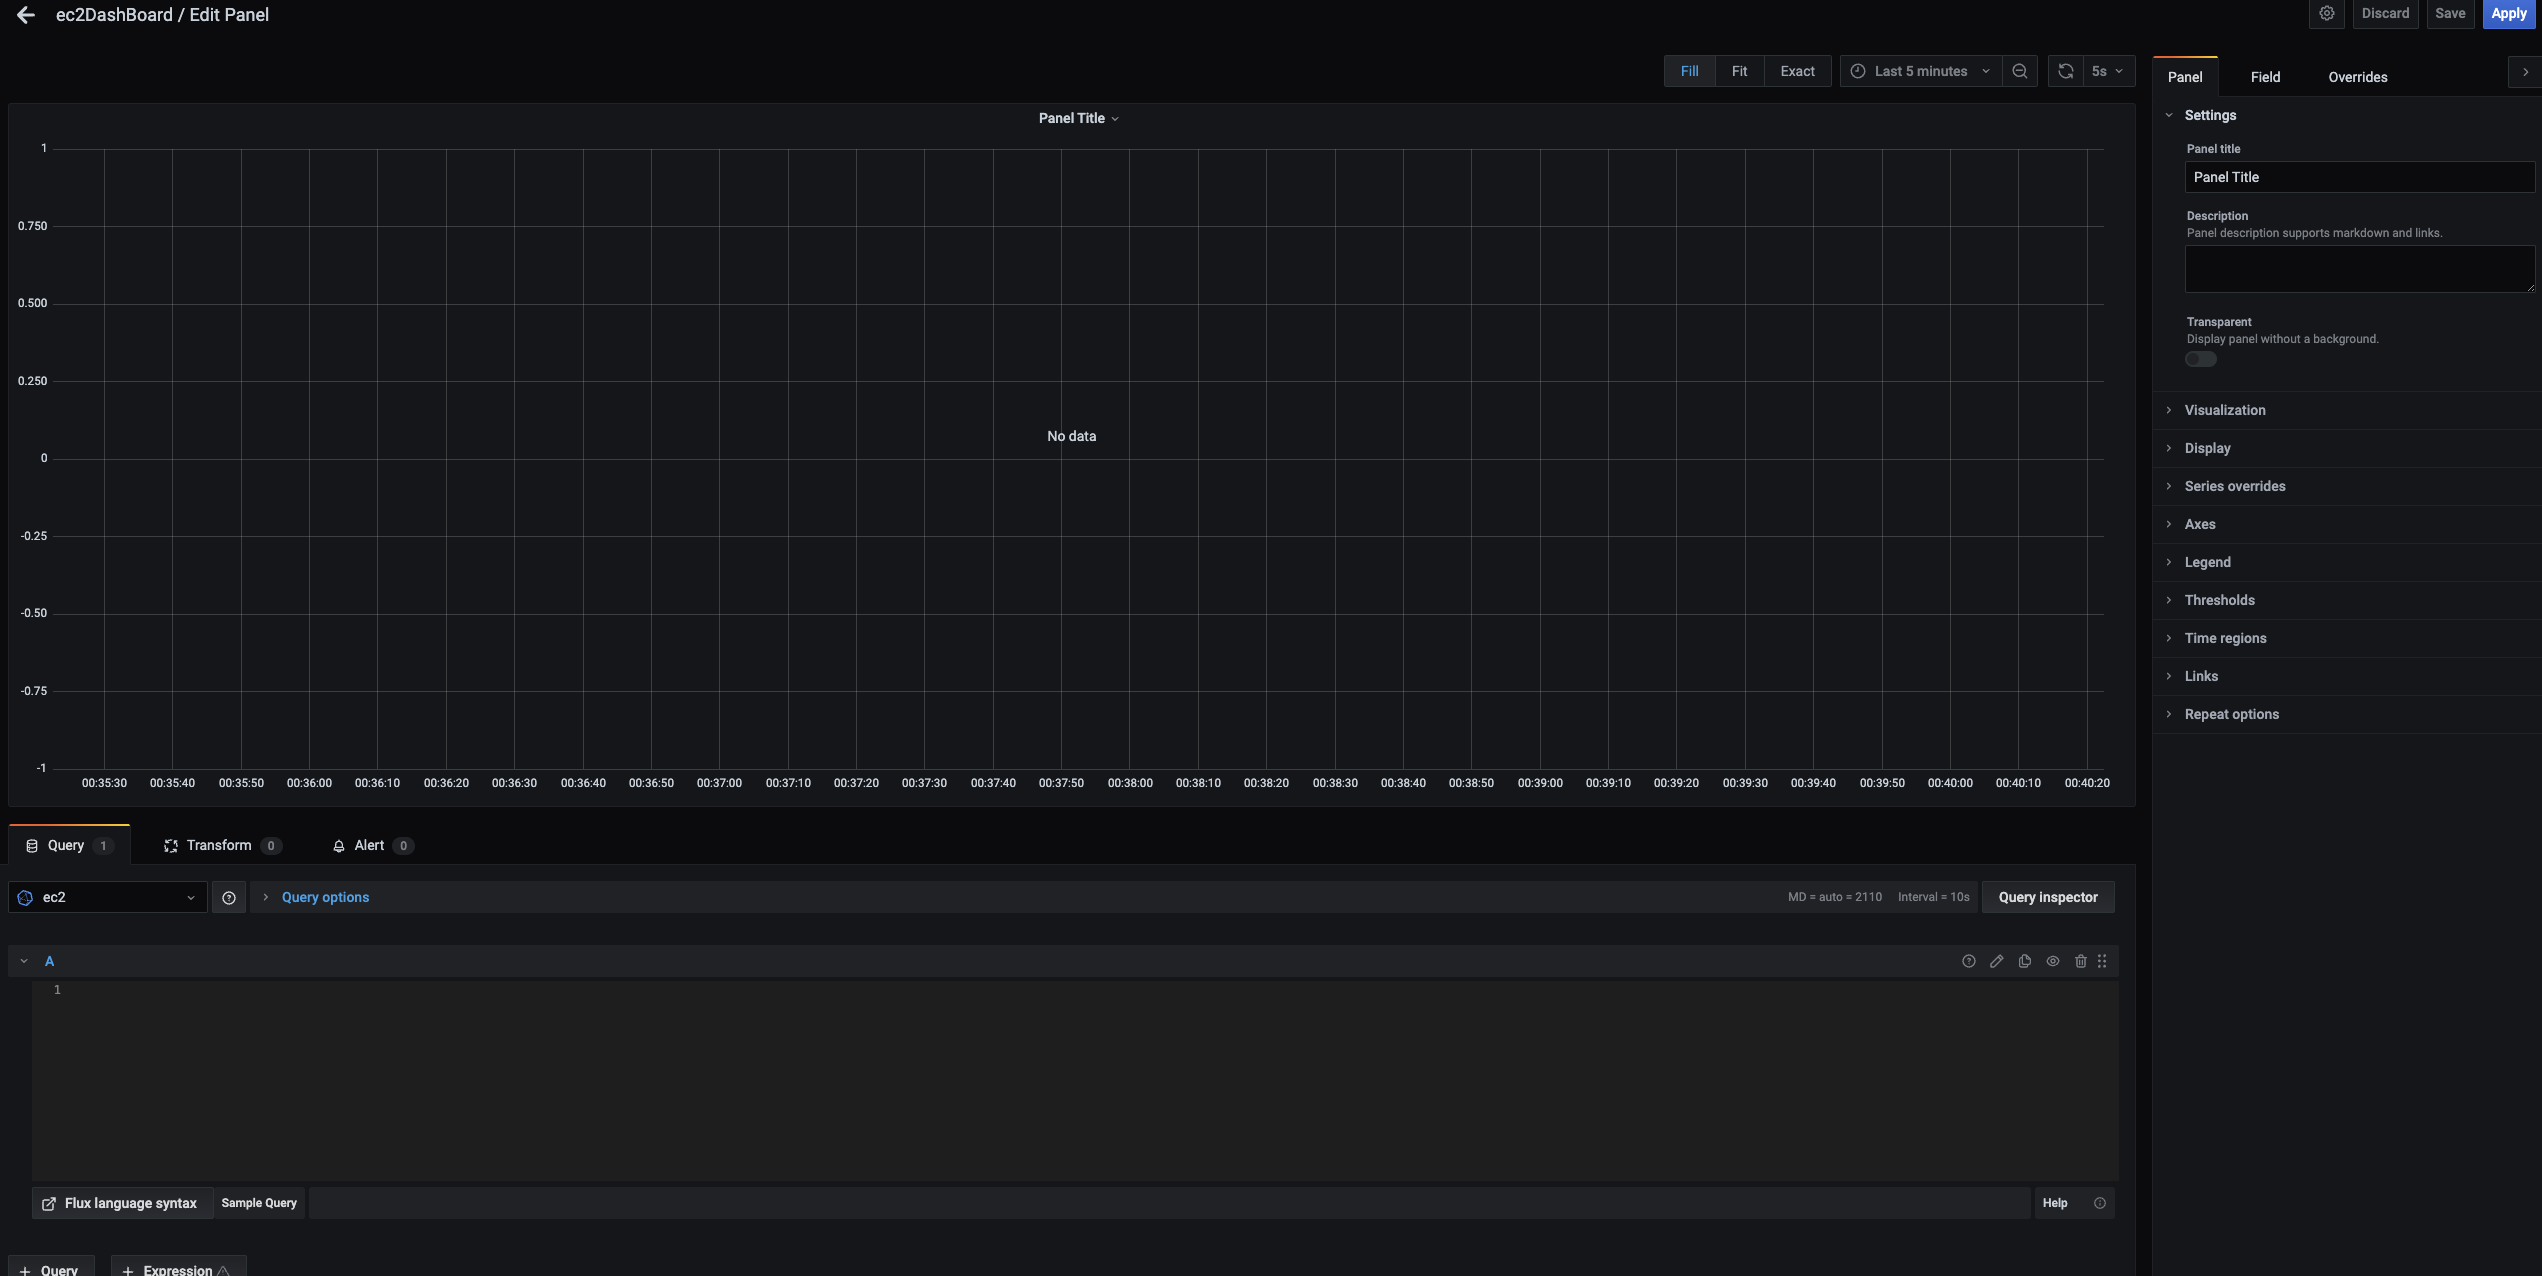 ec2DashBoard / Edit Panel
Discard
Save
Apply
Fill
Fit
Exact
Last 5 minutes
5s
Panel
Field
Overrides
Panel Title
1
0.750
0.500
0.250
0
-0.25
-0.50
-0.75
-1
No data
00:35:30 00:35:40 00:35:50 00:36:00 00:36:10 00:36:20 00:36:30 00:36:40 00:36:50 00:37:00 00:37:10 00:37:20 00:37:30 00:37:40 00:37:50 00:38:00 00:38:10 00:38:20 00:38:30 00:38:40 00:38:50 00:39:00 00:39:10 00:39:20 00:39:30 00:39:40 00:39:50 00:40:00 00:40:10 00:40:20
Settings
Panel title
Panel Title
Description
Panel description supports markdown and links.
Transparent
Display panel without a background.
Visualization
Display
Series overrides
Axes
Legend
Thresholds
Time regions
Links
Repeat options
Query 1
Transform 0
Alert 0
ec2
Query options
MD = auto = 2110
Interval = 10s
Query inspector
A
1
Flux language syntax
Sample Query
Help
+ Query
+ Expression